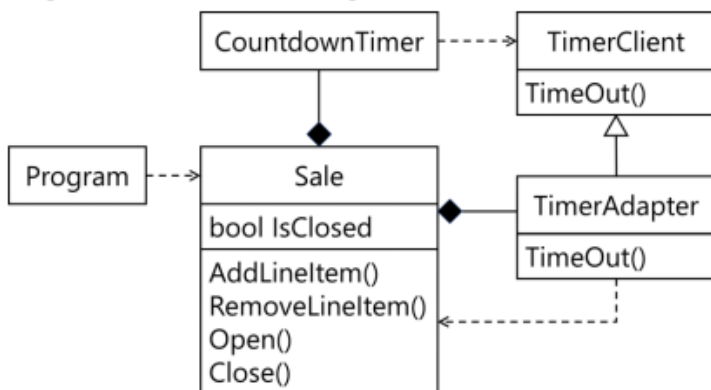 CountdownTimer
TimerClient
TimeOut()
Program
Sale
bool IsClosed
AddLineItem()
RemoveLineItem()
Open()
Close()
TimerAdapter
TimeOut()